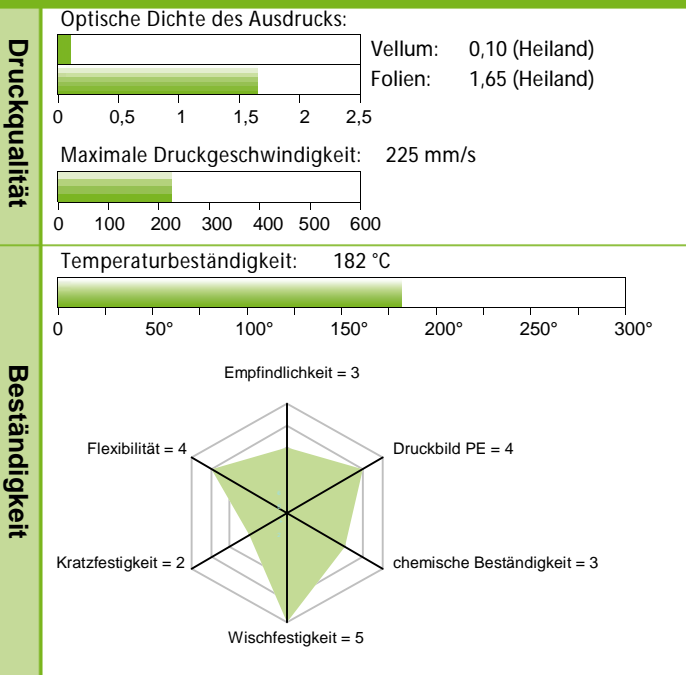 Druckqualität
Optische Dichte des Ausdrucks:
Vellum: 0,10 (Heiland)
Folien: 1,65 (Heiland)
0 0,5 1 1,5 2 2,5
Maximale Druckgeschwindigkeit: 225 mm/s
0 100 200 300 400 500 600
Beständigkeit
Temperaturbeständigkeit: 182 °C
0 50° 100° 150° 200° 250° 300°
Empfindlichkeit = 3
Flexibilität = 4
Druckbild PE = 4
Kratzfestigkeit = 2
chemische Beständigkeit = 3
Wischfestigkeit = 5